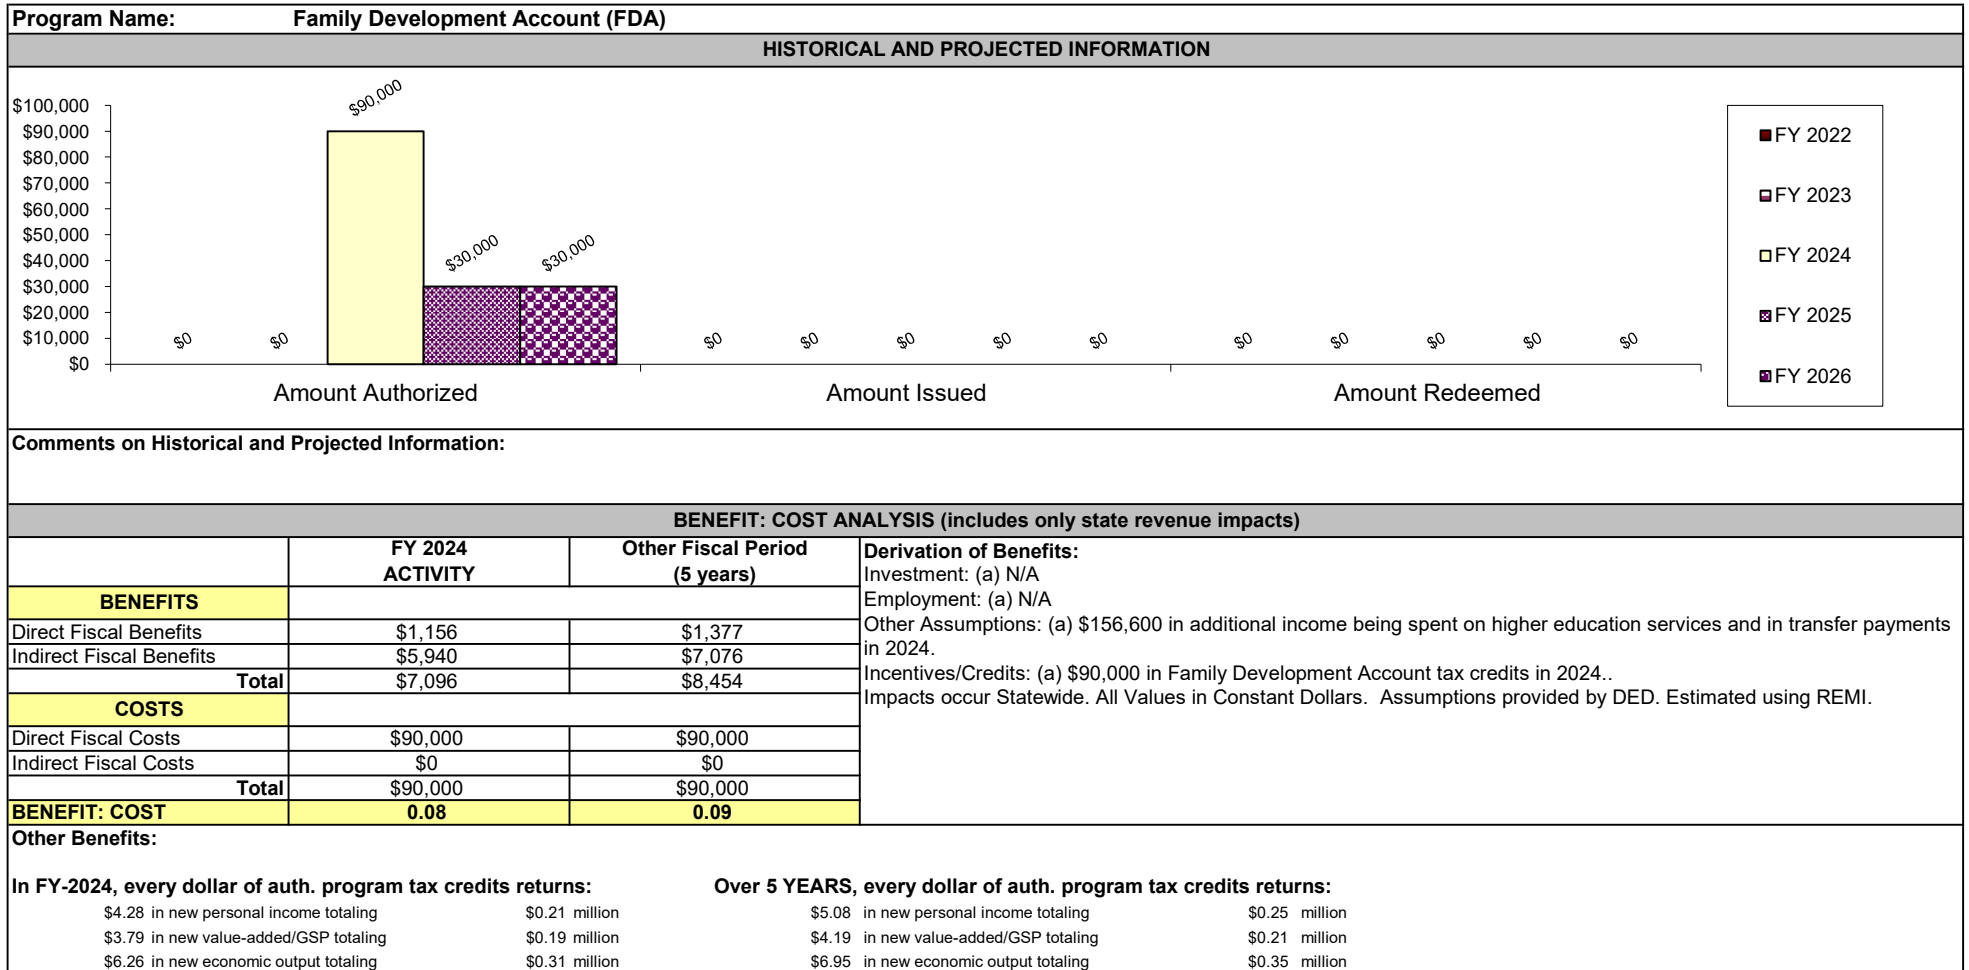 Program Name: Family Development Account (FDA)
HISTORICAL AND PROJECTED INFORMATION
$100,000
$90,000
$80,000
$70,000
$60,000
$50,000
$40,000
$30,000
$20,000
$10,000
$0
$0 $0 $90,000 $30,000 $30,000
$0 $0 $0 $0 $0
$0 $0 $0 $0 $0
Amount Authorized Amount Issued Amount Redeemed
FY 2022
FY 2023
FY 2024
FY 2025
FY 2026
Comments on Historical and Projected Information:
BENEFIT: COST ANALYSIS (includes only state revenue impacts)
FY 2024 ACTIVITY
Other Fiscal Period (5 years)
BENEFITS
Direct Fiscal Benefits $1,156 $1,377
Indirect Fiscal Benefits $5,940 $7,076
Total $7,096 $8,454
COSTS
Direct Fiscal Costs $90,000 $90,000
Indirect Fiscal Costs $0 $0
Total $90,000 $90,000
BENEFIT: COST 0.08 0.09
Derivation of Benefits:
Investment: (a) N/A
Employment: (a) N/A
Other Assumptions: (a) $156,600 in additional income being spent on higher education services and in transfer payments
in 2024.
Incentives/Credits: (a) $90,000 in Family Development Account tax credits in 2024..
Impacts occur Statewide. All Values in Constant Dollars. Assumptions provided by DED. Estimated using REMI.
Other Benefits:
In FY-2024, every dollar of auth. program tax credits returns:
$4.28 in new personal income totaling $0.21 million
$3.79 in new value-added/GSP totaling $0.19 million
$6.26 in new economic output totaling $0.31 million
Over 5 YEARS, every dollar of auth. program tax credits returns:
$5.08 in new personal income totaling $0.25 million
$4.19 in new value-added/GSP totaling $0.21 million
$6.95 in new economic output totaling $0.35 million